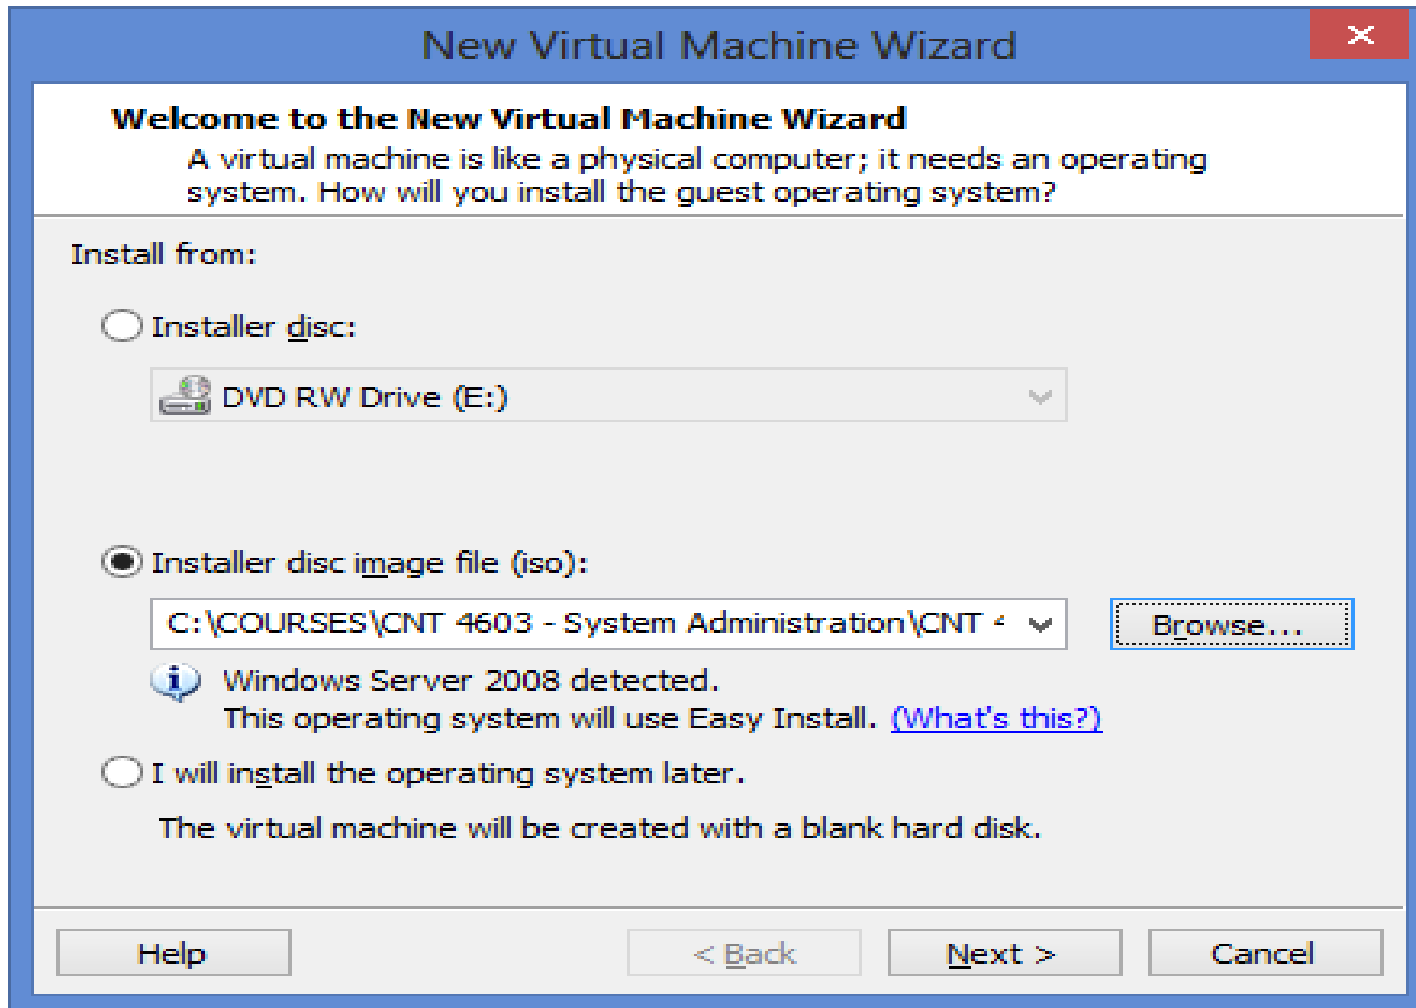 New Virtual Machine Wizard
Welcome to the New Virtual Machine Wizard
A virtual machine is like a physical computer; it needs an operating
system. How will you install the guest operating system?
Install from:
Installer disc:
DVD RW Drive (E:)
Installer disc image file (iso):
C:\COURSES\CNT 4603 - System Administration\CNT 4
Browse...
Windows Server 2008 detected.
This operating system will use Easy Install. (What's this?)
I will install the operating system later.
The virtual machine will be created with a blank hard disk.
Help
< Back
Next >
Cancel